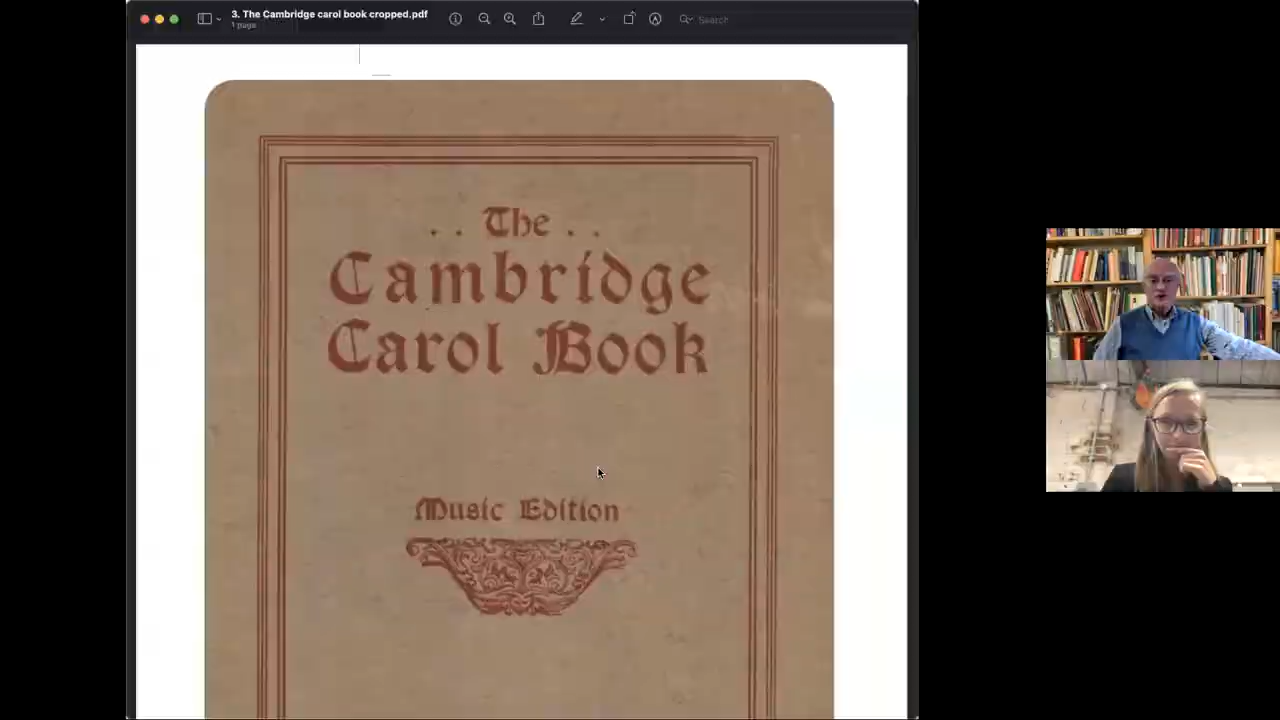 3. The Cambridge carol book cropped.pdf
1 page
Search
. . The . .
Cambridge
Carol Book
Music Edition